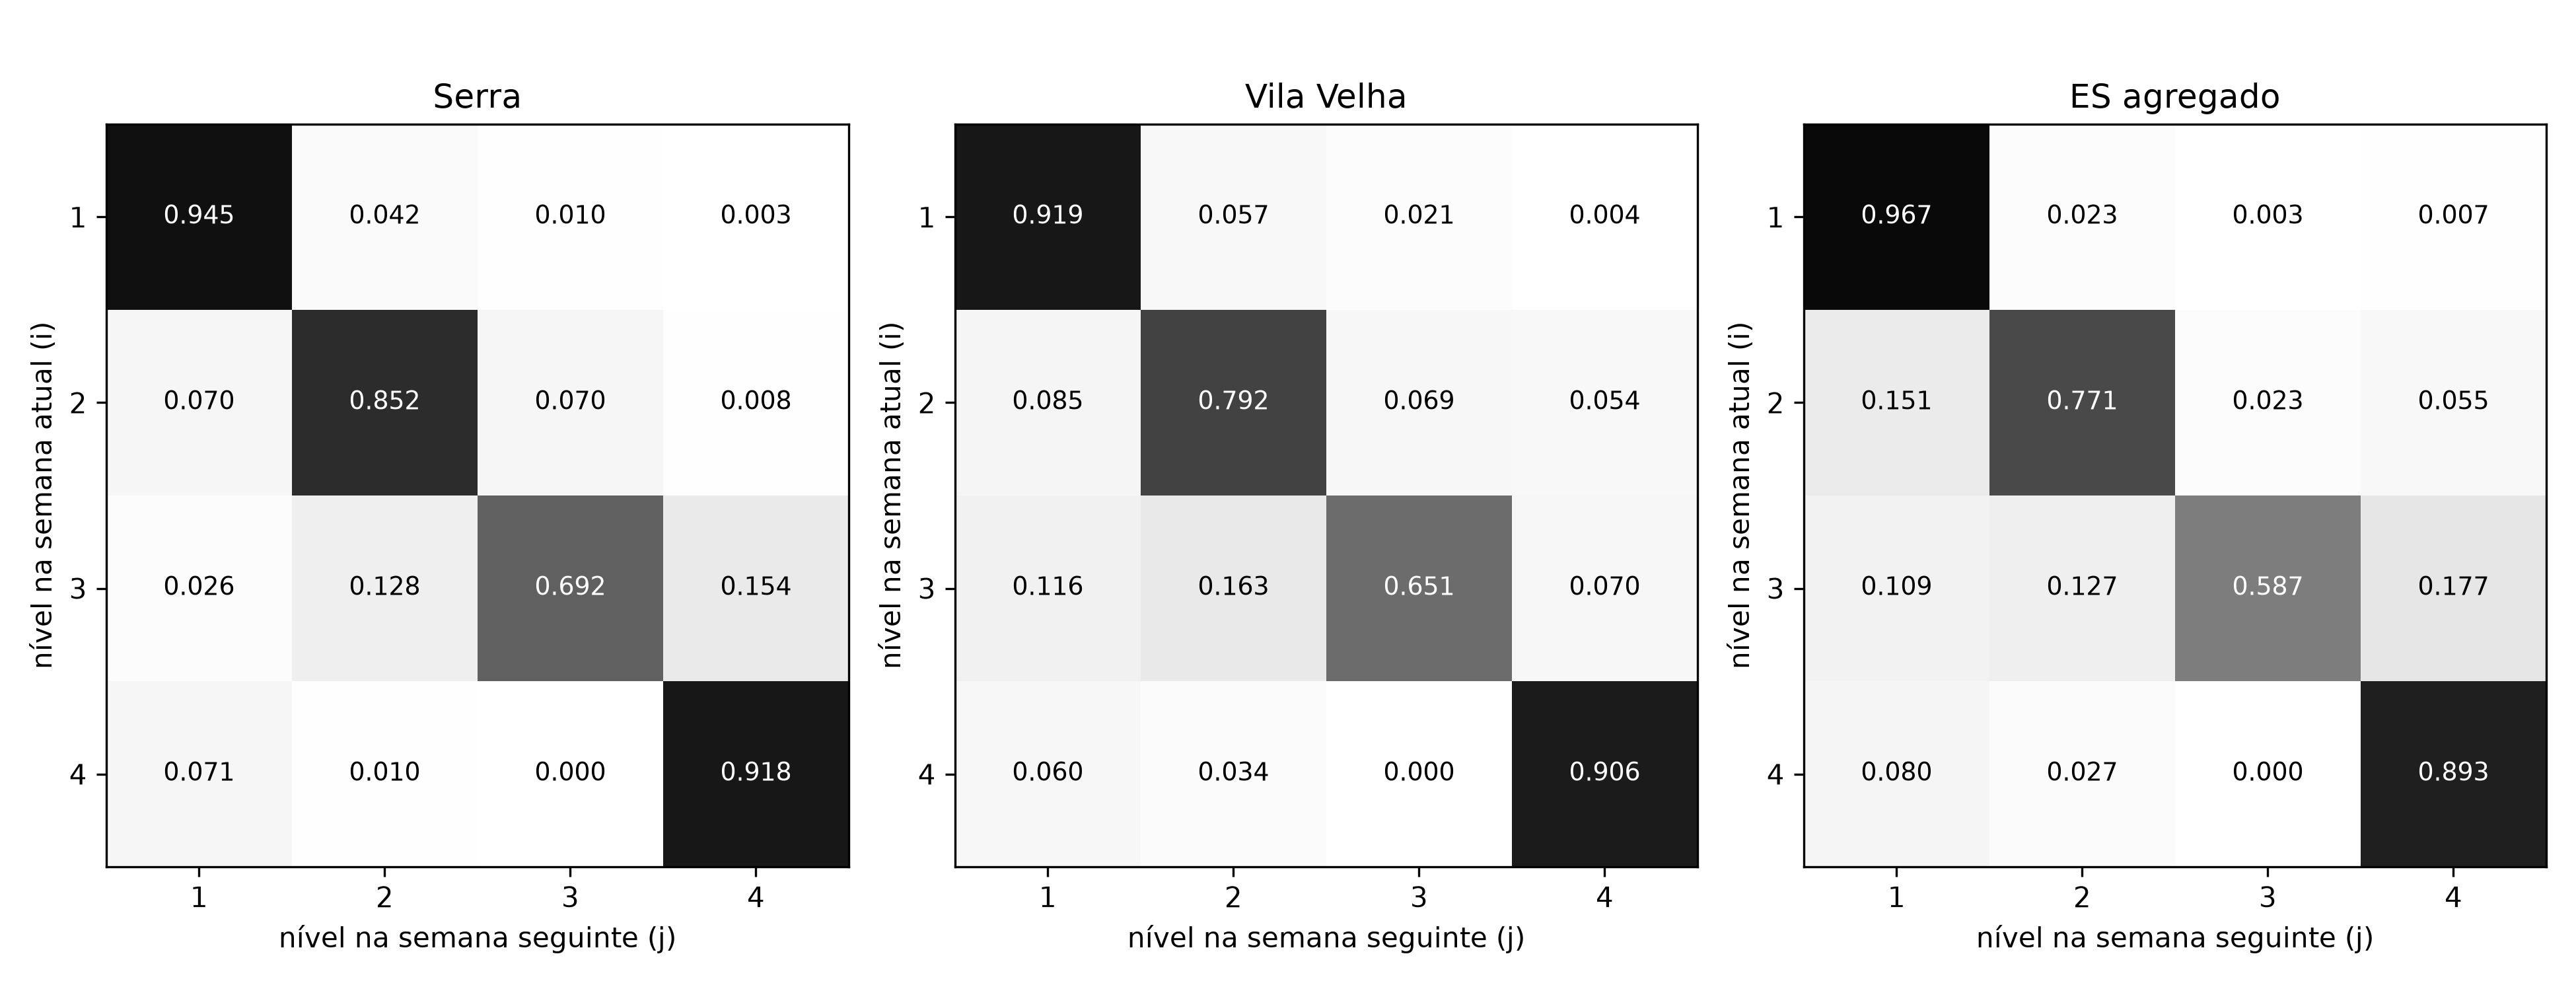 Serra
nível na semana atual (i)
1 0.945 0.042 0.010 0.003
2 0.070 0.852 0.070 0.008
3 0.026 0.128 0.692 0.154
4 0.071 0.010 0.000 0.918
1 2 3 4
nível na semana seguinte (j)
Vila Velha
nível na semana atual (i)
1 0.919 0.057 0.021 0.004
2 0.085 0.792 0.069 0.054
3 0.116 0.163 0.651 0.070
4 0.060 0.034 0.000 0.906
1 2 3 4
nível na semana seguinte (j)
ES agregado
nível na semana atual (i)
1 0.967 0.023 0.003 0.007
2 0.151 0.771 0.023 0.055
3 0.109 0.127 0.587 0.177
4 0.080 0.027 0.000 0.893
1 2 3 4
nível na semana seguinte (j)